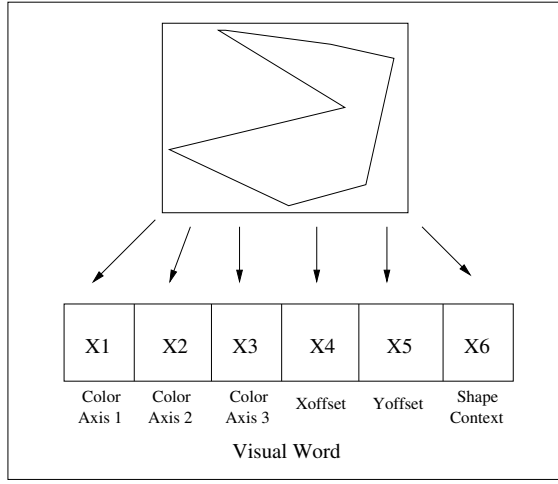 X1 X2 X3 X4 X5 X6
Color Color Color Xoffset Yoffset Shape
Axis 1 Axis 2 Axis 3 Context
Visual Word